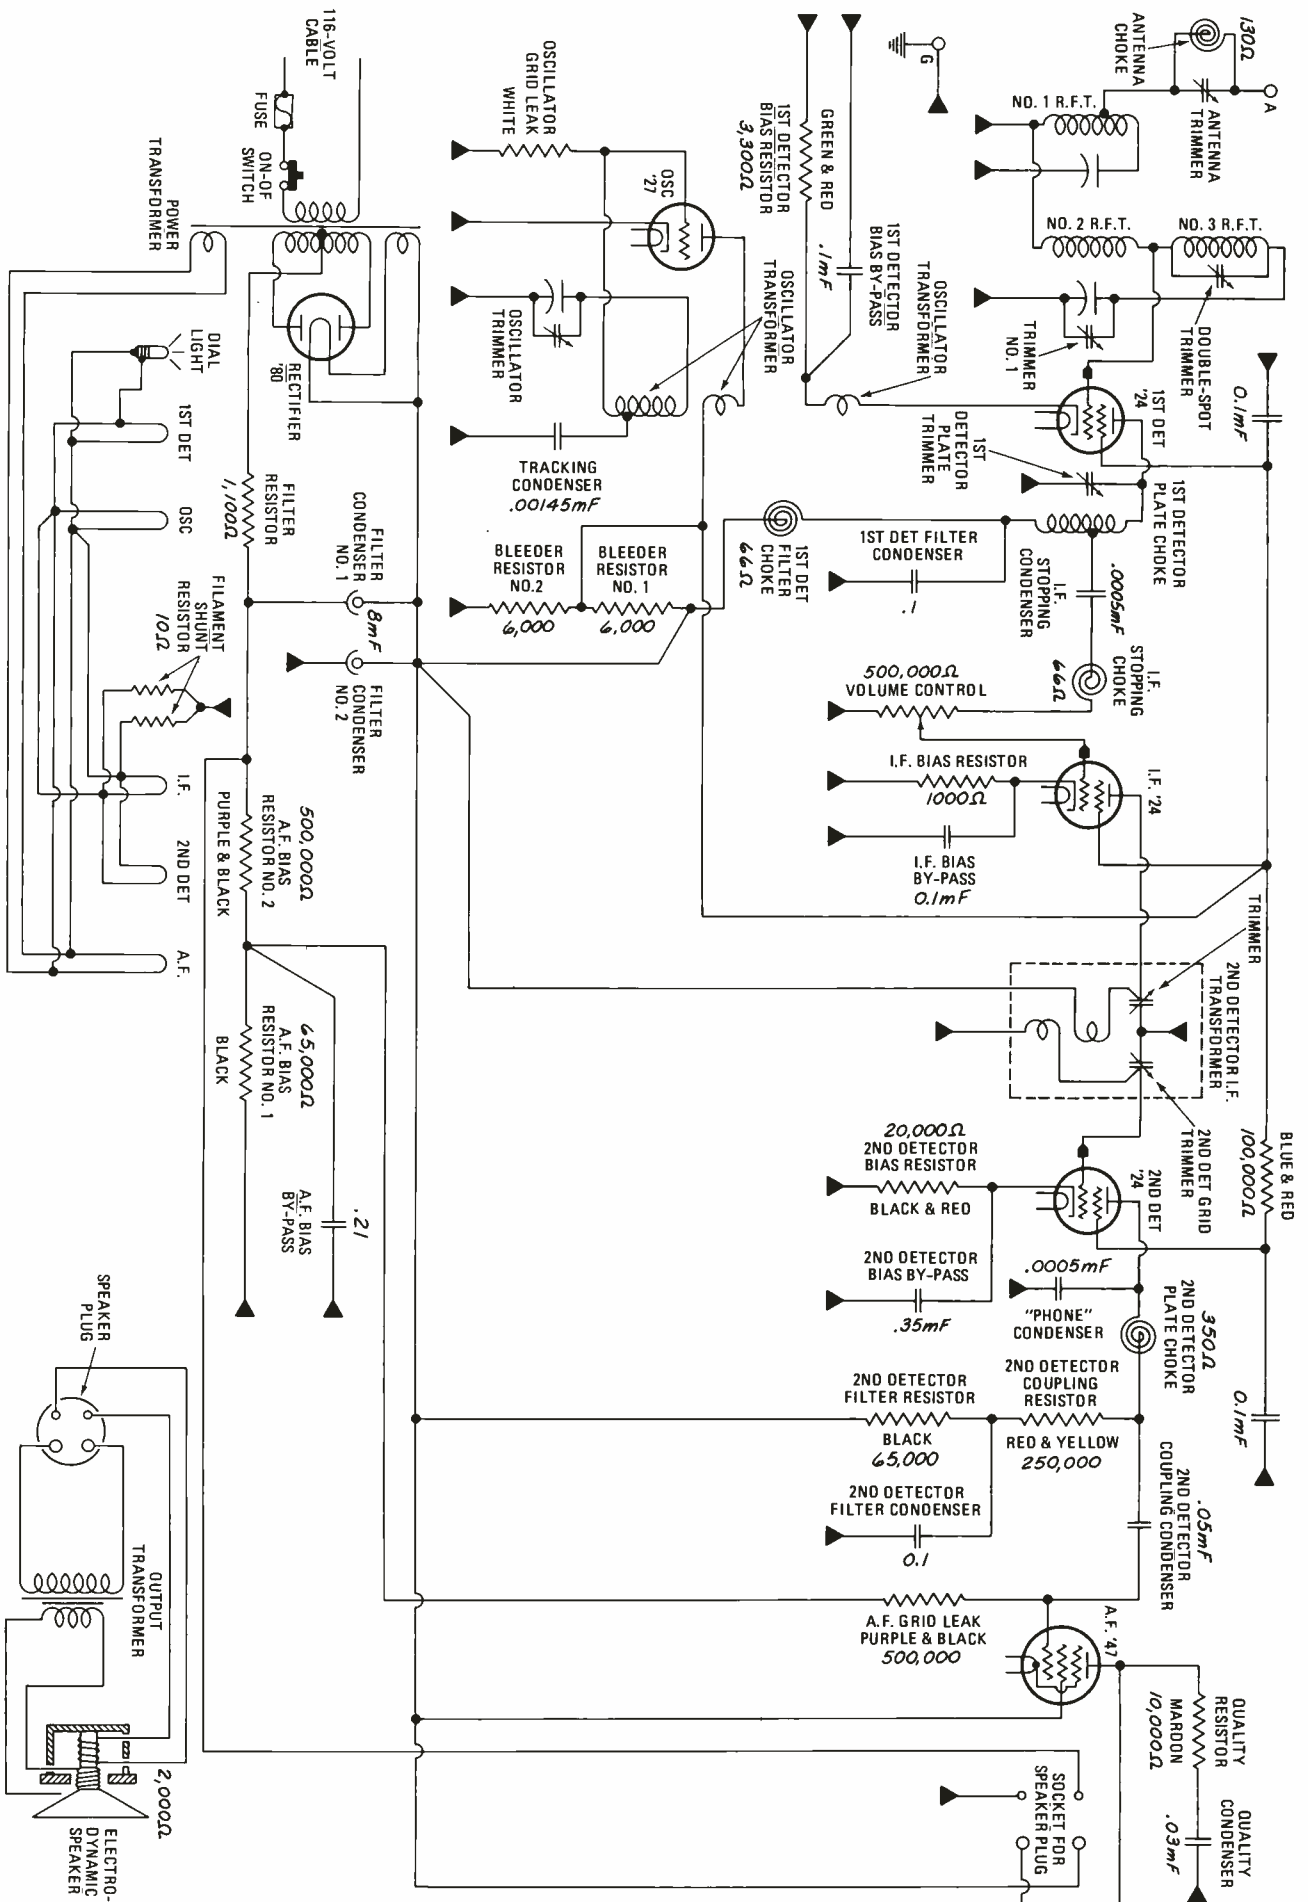 130Ω
ANTENNA
CHOKE
A
ANTENNA
TRIMMER
NO. 1 R.F.T.
NO. 2 R.F.T.
NO. 3 R.F.T.
DOUBLE-SPOT
TRIMMER
TRIMMER
NO. 1
0.1mF
1ST DET
'24
G
GREEN & RED
1ST DETECTOR
BIAS RESISTOR
3,300Ω
.1mF
1ST DETECTOR
BIAS BY-PASS
OSCILLATOR
TRANSFORMER
1ST
DETECTOR
PLATE
TRIMMER
1ST DETECTOR
PLATE CHOKE
OSCILLATOR
GRID LEAK
WHITE
OSC
'27
OSCILLATOR
TRIMMER
OSCILLATOR
TRANSFORMER
TRACKING
CONDENSER
.00145mF
116-VOLT
CABLE
FUSE
ON-OF
SWITCH
POWER
TRANSFORMER
RECTIFIER
'80
DIAL
LIGHT
1ST DET
OSC
FILAMENT
SHUNT
RESISTOR
10Ω
I.F.
2ND DET
A.F.
FILTER
RESISTOR
1,100Ω
FILTER
CONDENSER
NO. 1
8mF
FILTER
CONDENSER
NO. 2
BLEEDER
RESISTOR
NO.2
6,000
BLEEDER
RESISTOR
NO. 1
6,000
1ST DET
FILTER
CHOKE
66Ω
1ST DET FILTER
CONDENSER
.1
I.F.
STOPPING
CONDENSER
.0005mF
I.F.
STOPPING
CHOKE
66Ω
500,000Ω
VOLUME CONTROL
I.F. BIAS RESISTOR
1000Ω
I.F. '24
I.F. BIAS
BY-PASS
0.1mF
500,000Ω
A.F. BIAS
RESISTOR NO. 2
PURPLE & BLACK
65,000Ω
A.F. BIAS
RESISTOR NO. 1
BLACK
.21
A.F. BIAS
BY-PASS
TRIMMER
2ND DETECTOR I.F.
TRANSFORMER
2ND DET GRID
TRIMMER
BLUE & RED
100,000Ω
2ND DET
'24
20,000Ω
2ND DETECTOR
BIAS RESISTOR
BLACK & RED
2ND DETECTOR
BIAS BY-PASS
.35mF
.0005mF
"PHONE"
CONDENSER
350Ω
2ND DETECTOR
PLATE CHOKE
0.1mF
2ND DETECTOR
FILTER RESISTOR
BLACK
65,000
2ND DETECTOR
COUPLING
RESISTOR
RED & YELLOW
250,000
2ND DETECTOR
FILTER CONDENSER
0.1
.05mF
2ND DETECTOR
COUPLING CONDENSER
A.F. GRID LEAK
PURPLE & BLACK
500,000
A.F. '47
QUALITY
RESISTOR
MARDON
10,000Ω
QUALITY
CONDENSER
.03mF
SOCKET FOR
SPEAKER PLUG
SPEAKER
PLUG
OUTPUT
TRANSFORMER
2,000Ω
ELECTRO-
DYNAMIC
SPEAKER